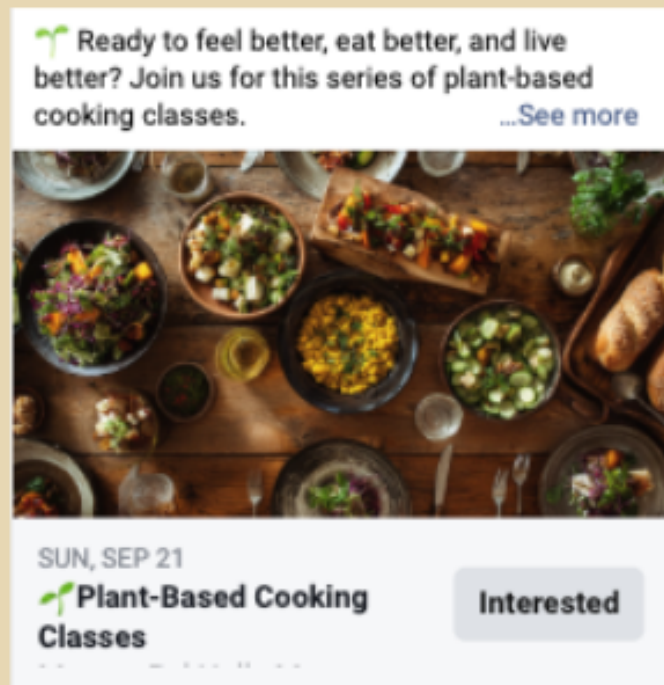 🌱 Ready to feel better, eat better, and live
better? Join us for this series of plant-based
cooking classes.
...See more
SUN, SEP 21
🌱Plant-Based Cooking
Classes
Interested